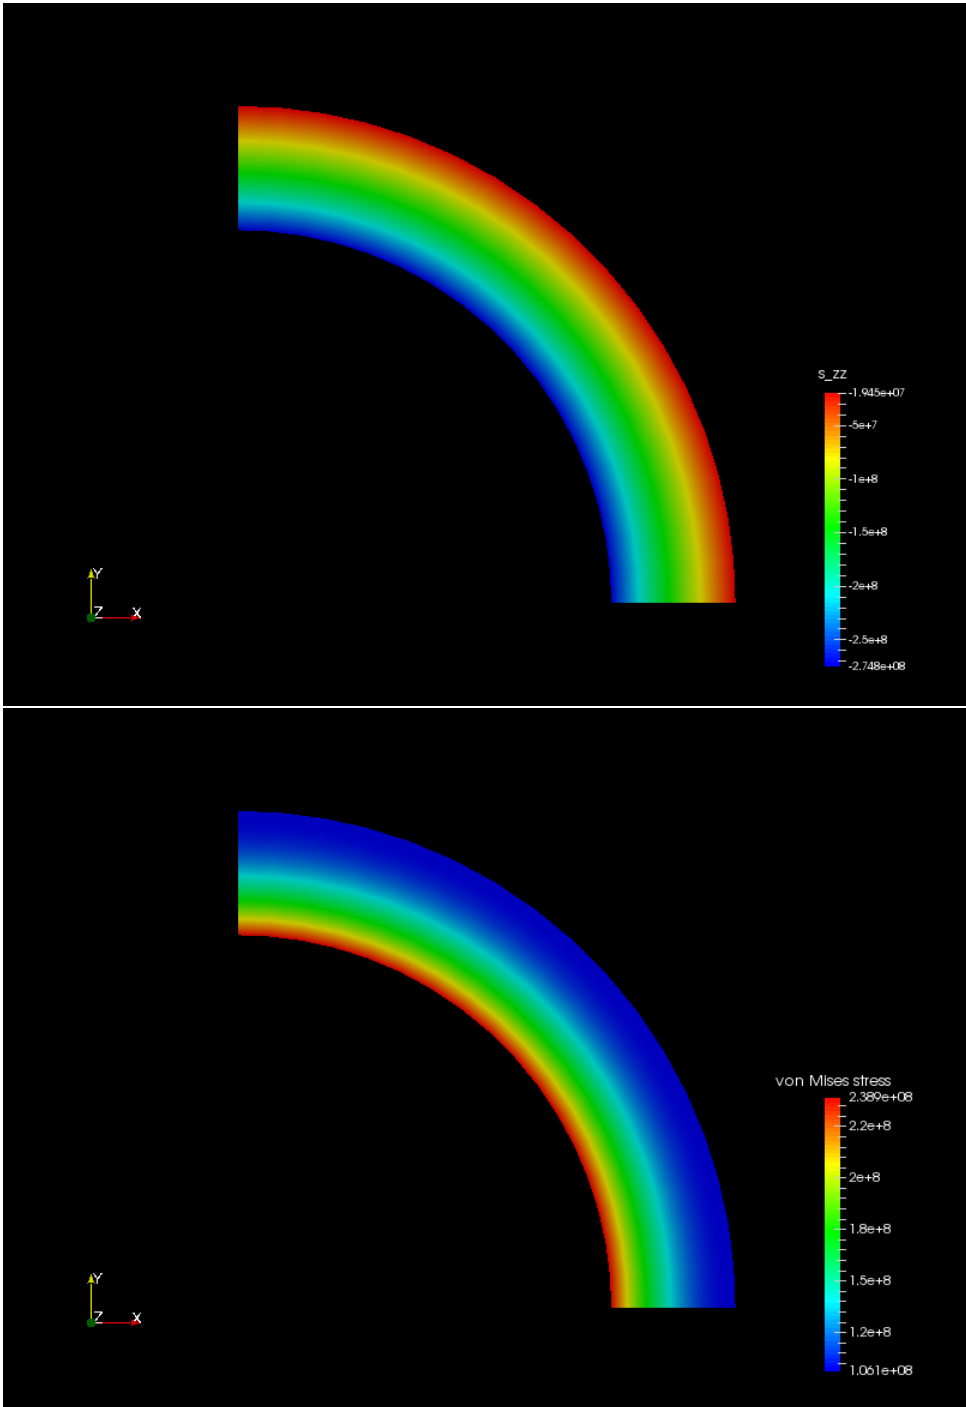 S_ZZ
-1.945e+07
-5e+7
-1e+8
-1.5e+8
-2e+8
-2.5e+8
-2.748e+08
Y
Z X
von Mises stress
2.389e+08
2.2e+8
2e+8
1.8e+8
1.5e+8
1.2e+8
1.061e+08
Y
Z X